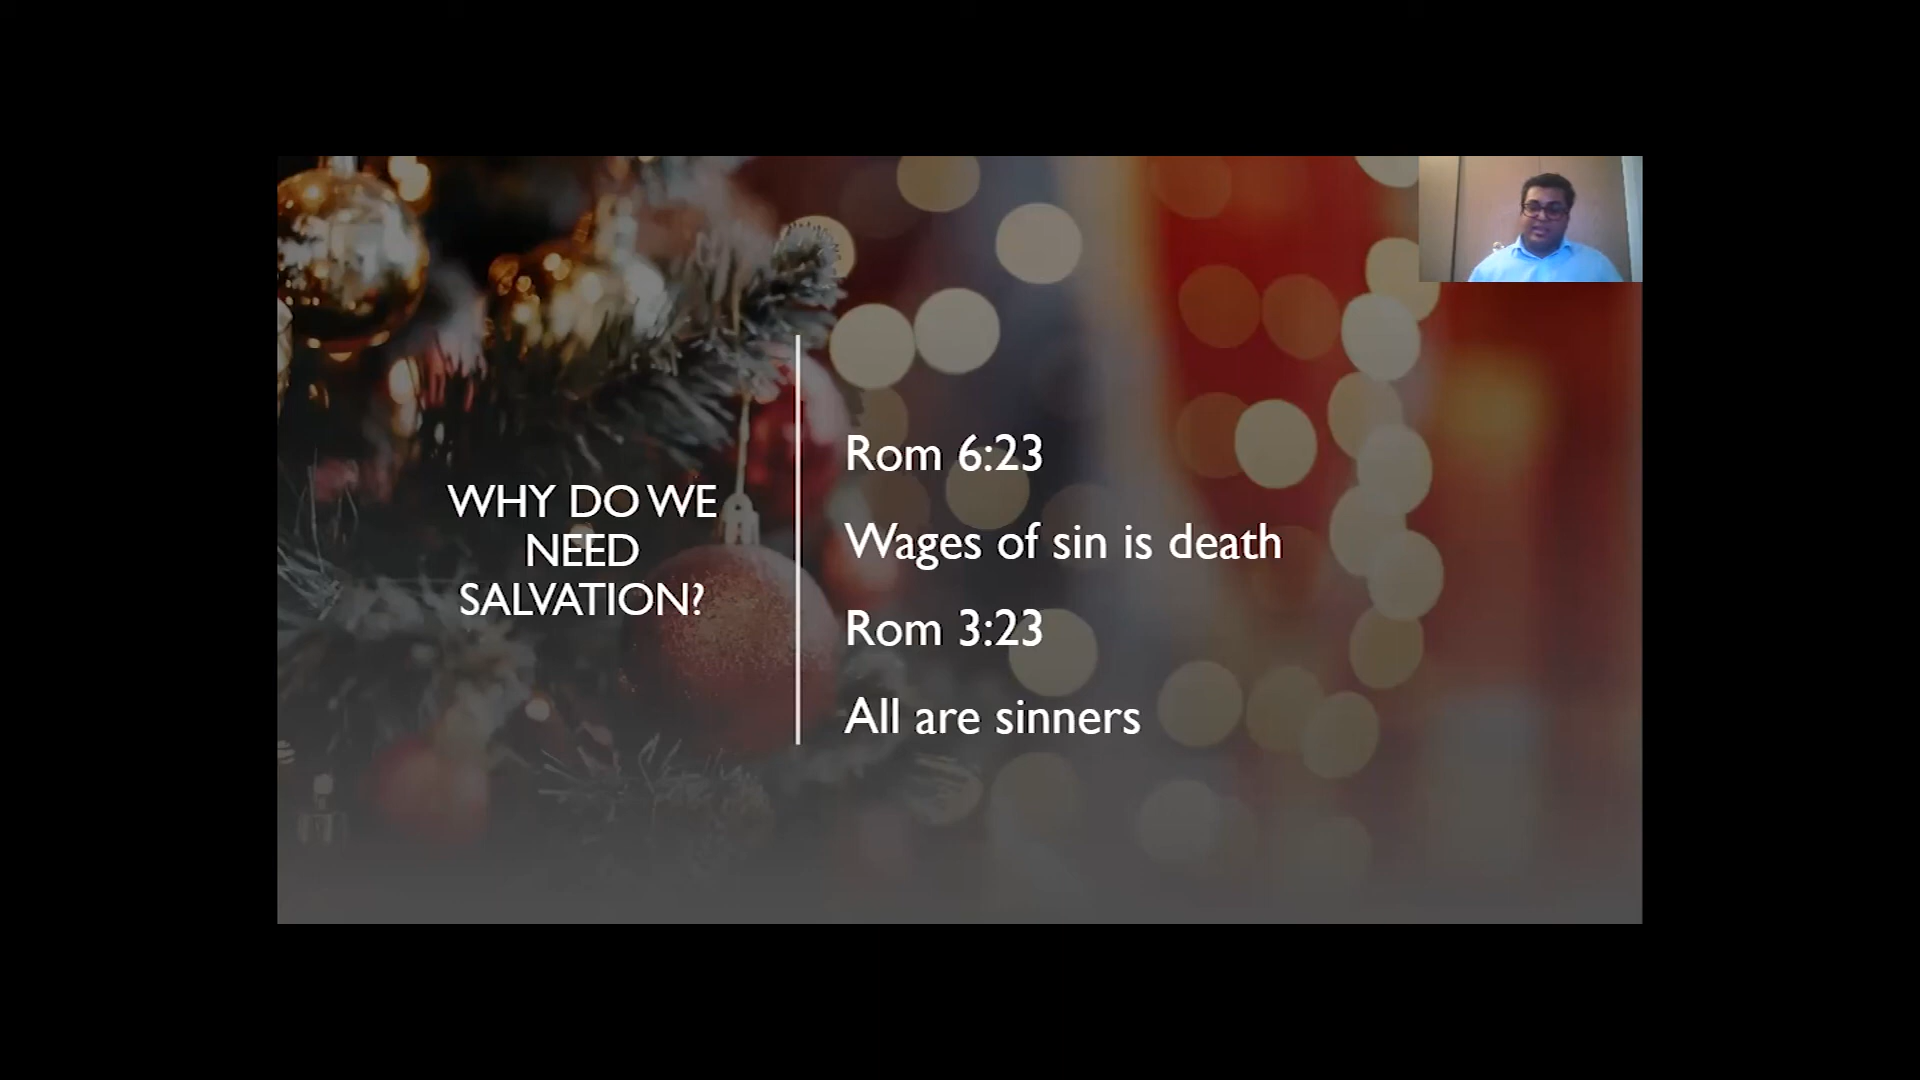 WHY DO WE
NEED
SALVATION?
Rom 6:23
Wages of sin is death
Rom 3:23
All are sinners